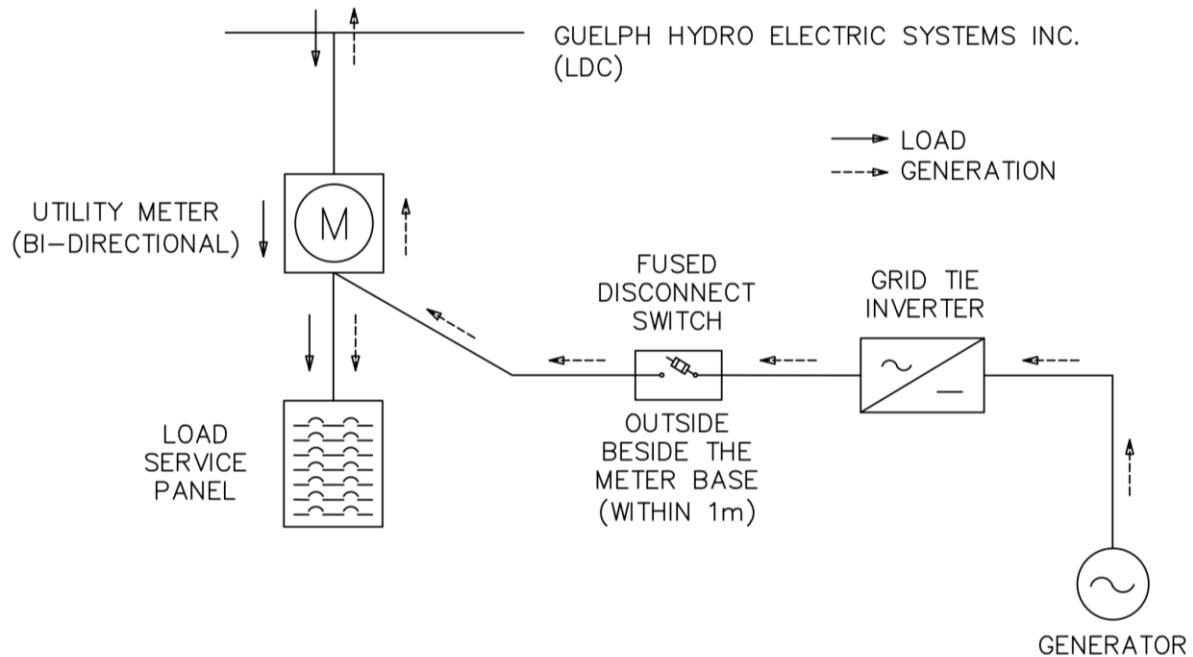 GUELPH HYDRO ELECTRIC SYSTEMS INC.
(LDC)
LOAD
GENERATION
UTILITY METER
(BI-DIRECTIONAL)
M
FUSED
DISCONNECT
SWITCH
GRID TIE
INVERTER
LOAD
SERVICE
PANEL
OUTSIDE
BESIDE THE
METER BASE
(WITHIN 1m)
GENERATOR